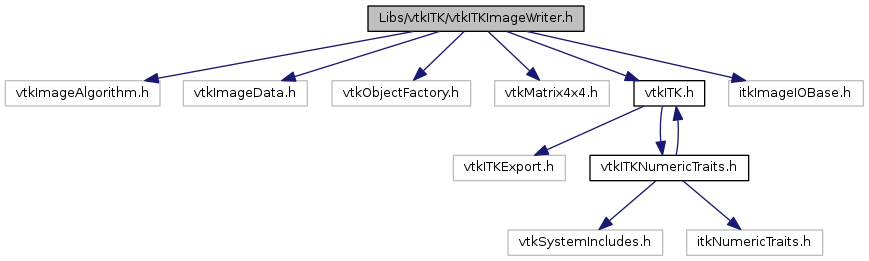 Libs/vtkITK/vtkITKImageWriter.h
vtkImageAlgorithm.h
vtkImageData.h
vtkObjectFactory.h
vtkMatrix4x4.h
vtkITK.h
itkImageIOBase.h
vtkITKExport.h
vtkITKNumericTraits.h
vtkSystemIncludes.h
itkNumericTraits.h